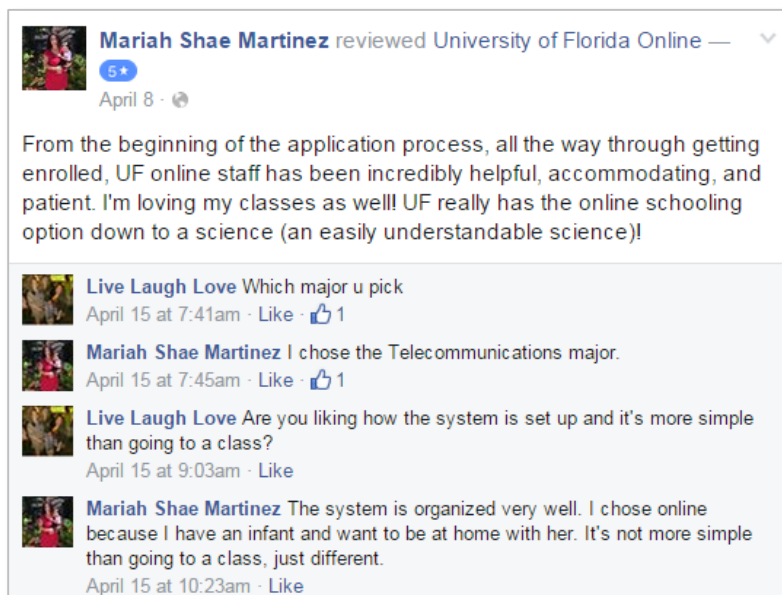 Mariah Shae Martinez reviewed University of Florida Online —
5★
April 8 ·
From the beginning of the application process, all the way through getting
enrolled, UF online staff has been incredibly helpful, accommodating, and
patient. I'm loving my classes as well! UF really has the online schooling
option down to a science (an easily understandable science)!
Live Laugh Love Which major u pick
April 15 at 7:41am · Like · 1
Mariah Shae Martinez I chose the Telecommunications major.
April 15 at 7:45am · Like · 1
Live Laugh Love Are you liking how the system is set up and it's more simple
than going to a class?
April 15 at 9:03am · Like
Mariah Shae Martinez The system is organized very well. I chose online
because I have an infant and want to be at home with her. It's not more simple
than going to a class, just different.
April 15 at 10:23am · Like